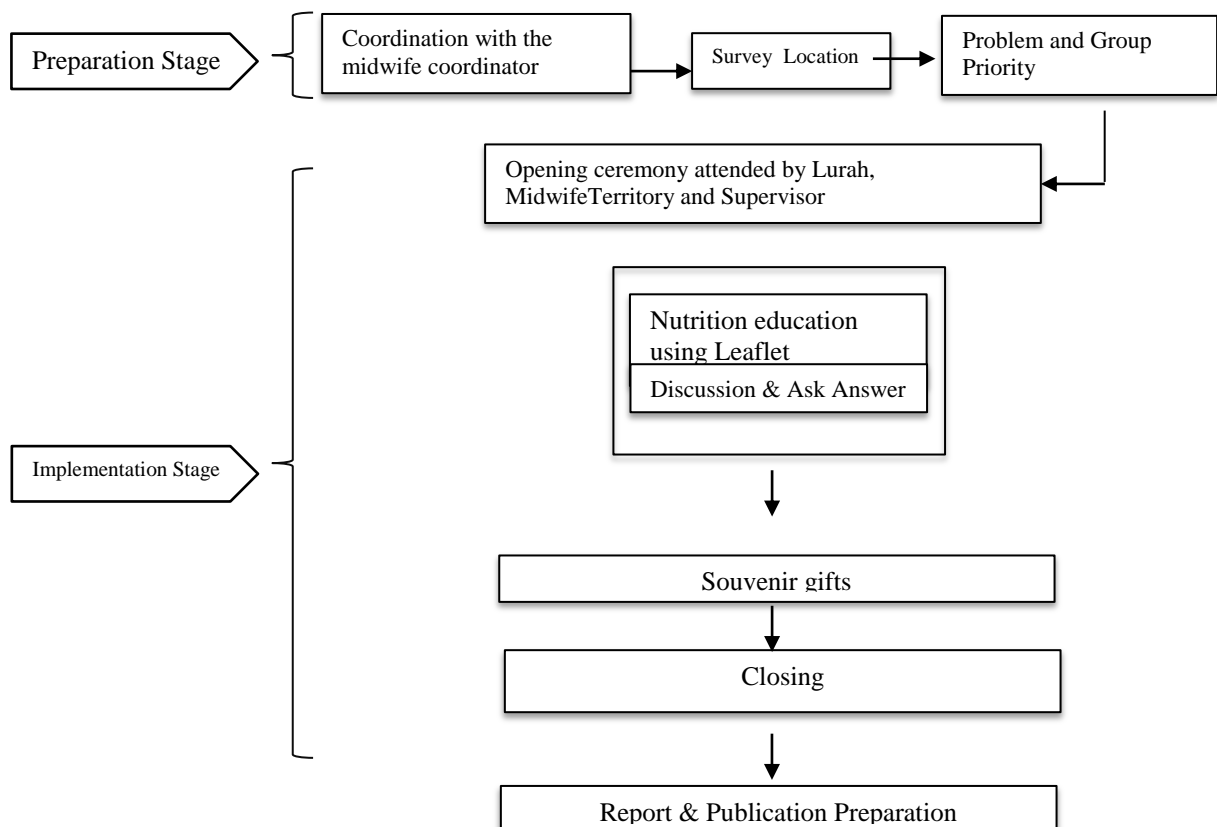 Preparation Stage
Coordination with the
midwife coordinator
Survey Location
Problem and Group
Priority
Opening ceremony attended by Lurah,
MidwifeTerritory and Supervisor
Nutrition education
using Leaflet
Discussion & Ask Answer
Implementation Stage
Souvenir gifts
Closing
Report & Publication Preparation